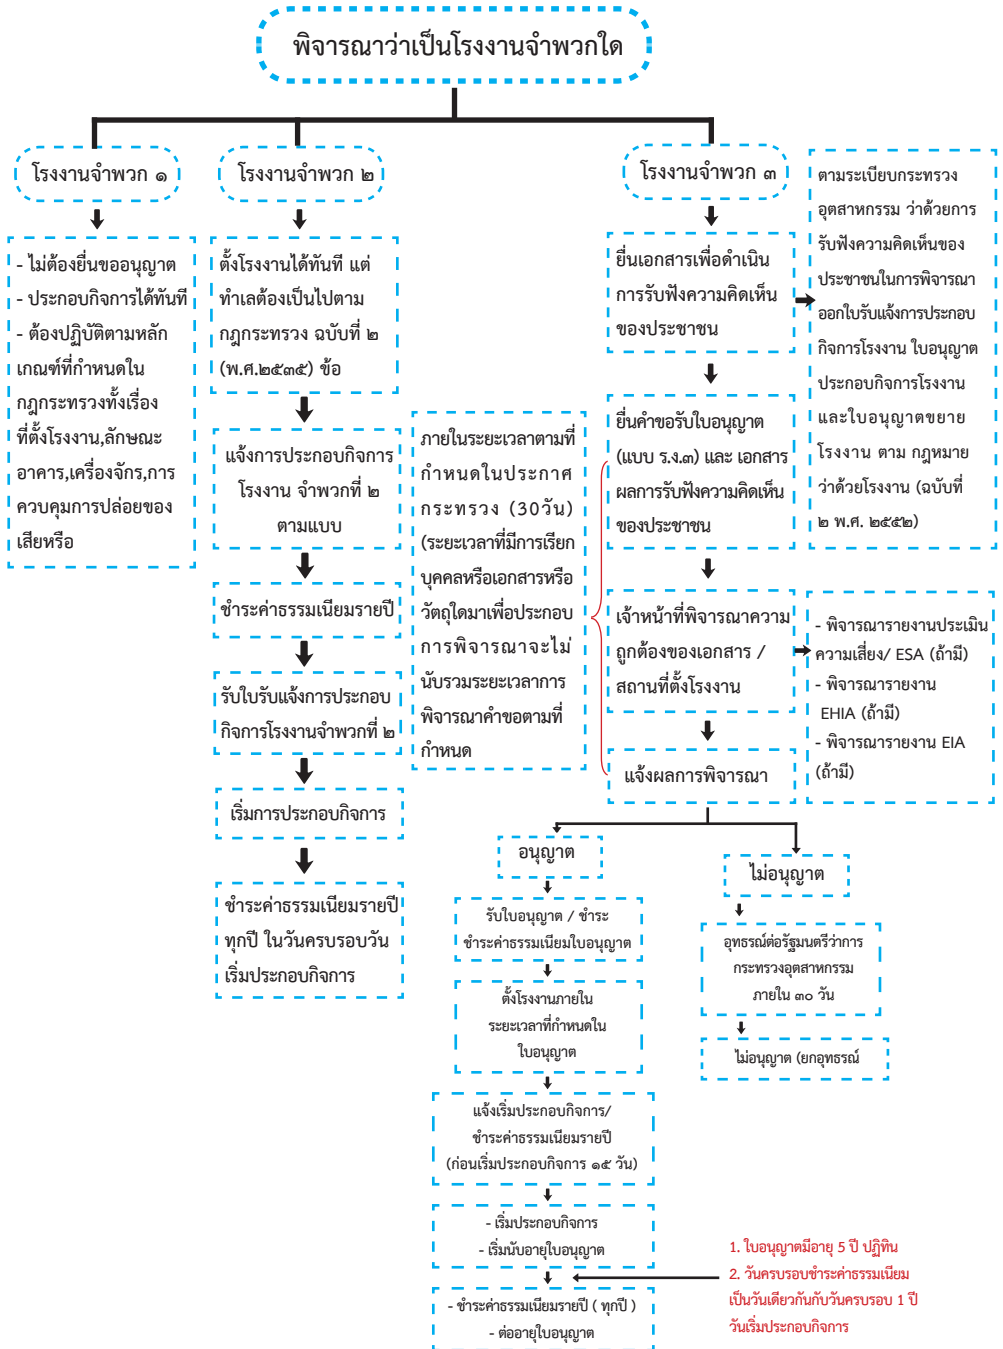 พิจารณาว่าเป็นโรงงานจำพวกใด
โรงงานจำพวก ๑
- ไม่ต้องยื่นขออนุญาต
- ประกอบกิจการได้ทันที
- ต้องปฏิบัติตามหลัก
เกณฑ์ที่กำหนดใน
กฎกระทรวงทั้งเรื่อง
ที่ตั้งโรงงาน,ลักษณะ
อาคาร,เครื่องจักร,การ
ควบคุมการปล่อยของ
เสียหรือ
โรงงานจำพวก ๒
ตั้งโรงงานได้ทันที แต่
ทำเลต้องเป็นไปตาม
กฎกระทรวง ฉบับที่ ๒
(พ.ศ.๒๕๓๕) ข้อ
แจ้งการประกอบกิจการ
โรงงาน จำพวกที่ ๒
ตามแบบ
ชำระค่าธรรมเนียมรายปี
รับใบรับแจ้งการประกอบ
กิจการโรงงานจำพวกที่ ๒
เริ่มการประกอบกิจการ
ชำระค่าธรรมเนียมรายปี
ทุกปี ในวันครบรอบวัน
เริ่มประกอบกิจการ
โรงงานจำพวก ๓
ยื่นเอกสารเพื่อดำเนิน
การรับฟังความคิดเห็น
ของประชาชน
ตามระเบียบกระทรวง
อุตสาหกรรม ว่าด้วยการ
รับฟังความคิดเห็นของ
ประชาชนในการพิจารณา
ออกใบรับแจ้งการประกอบ
กิจการโรงงาน ใบอนุญาต
ประกอบกิจการโรงงาน
และใบอนุญาตขยาย
โรงงาน ตาม กฎหมาย
ว่าด้วยโรงงาน (ฉบับที่
๒ พ.ศ. ๒๕๕๒)
ยื่นคำขอรับใบอนุญาต
(แบบ ร.ง.๓) และ เอกสาร
ผลการรับฟังความคิดเห็น
ของประชาชน
ภายในระยะเวลาตามที่
กำหนดในประกาศ
กระทรวง (30วัน)
(ระยะเวลาที่มีการเรียก
บุคคลหรือเอกสารหรือ
วัตถุใดมาเพื่อประกอบ
การพิจารณาจะไม่
นับรวมระยะเวลาการ
พิจารณาคำขอตามที่
กำหนด
เจ้าหน้าที่พิจารณาความ
ถูกต้องของเอกสาร /
สถานที่ตั้งโรงงาน
- พิจารณารายงานประเมิน
ความเสี่ยง/ ESA (ถ้ามี)
- พิจารณารายงาน
EHIA (ถ้ามี)
- พิจารณารายงาน EIA
(ถ้ามี)
แจ้งผลการพิจารณา
อนุญาต
รับใบอนุญาต / ชำระ
ชำระค่าธรรมเนียมใบอนุญาต
ตั้งโรงงานภายใน
ระยะเวลาที่กำหนดใน
ใบอนุญาต
แจ้งเริ่มประกอบกิจการ/
ชำระค่าธรรมเนียมรายปี
(ก่อนเริ่มประกอบกิจการ ๑๕ วัน)
- เริ่มประกอบกิจการ
- เริ่มนับอายุใบอนุญาต
- ชำระค่าธรรมเนียมรายปี ( ทุกปี )
- ต่ออายุใบอนุญาต
ไม่อนุญาต
อุทธรณ์ต่อรัฐมนตรีว่าการ
กระทรวงอุตสาหกรรม
ภายใน ๓๐ วัน
ไม่อนุญาต (ยกอุทธรณ์
1. ใบอนุญาตมีอายุ 5 ปี ปฏิทิน
2. วันครบรอบชำระค่าธรรมเนียม
เป็นวันเดียวกันกับวันครบรอบ 1 ปี
วันเริ่มประกอบกิจการ